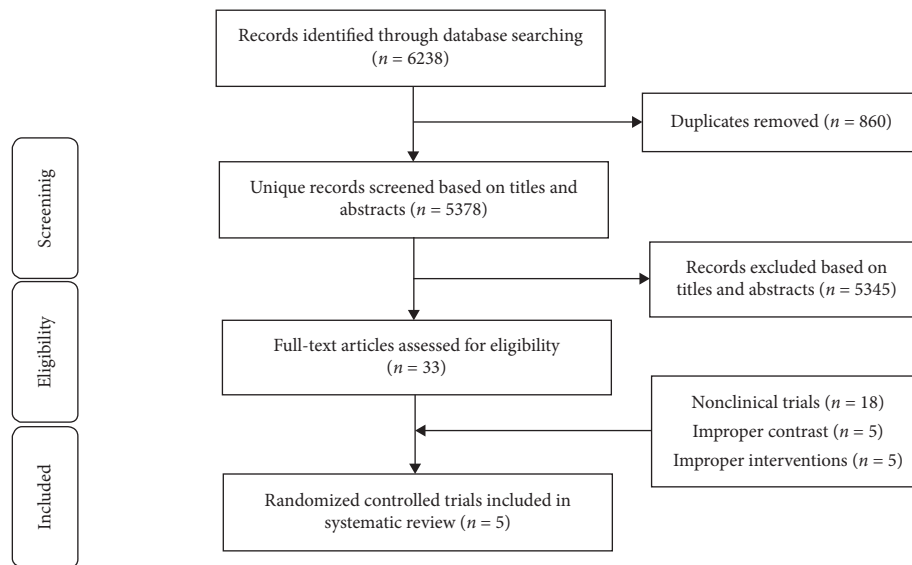 Records identified through database searching
(n = 6238)
Duplicates removed (n = 860)
Screeninig
Unique records screened based on titles and
abstracts (n = 5378)
Records excluded based on
titles and abstracts (n = 5345)
Eligibility
Full-text articles assessed for eligibility
(n = 33)
Nonclinical trials (n = 18)
Improper contrast (n = 5)
Improper interventions (n = 5)
Included
Randomized controlled trials included in
systematic review (n = 5)